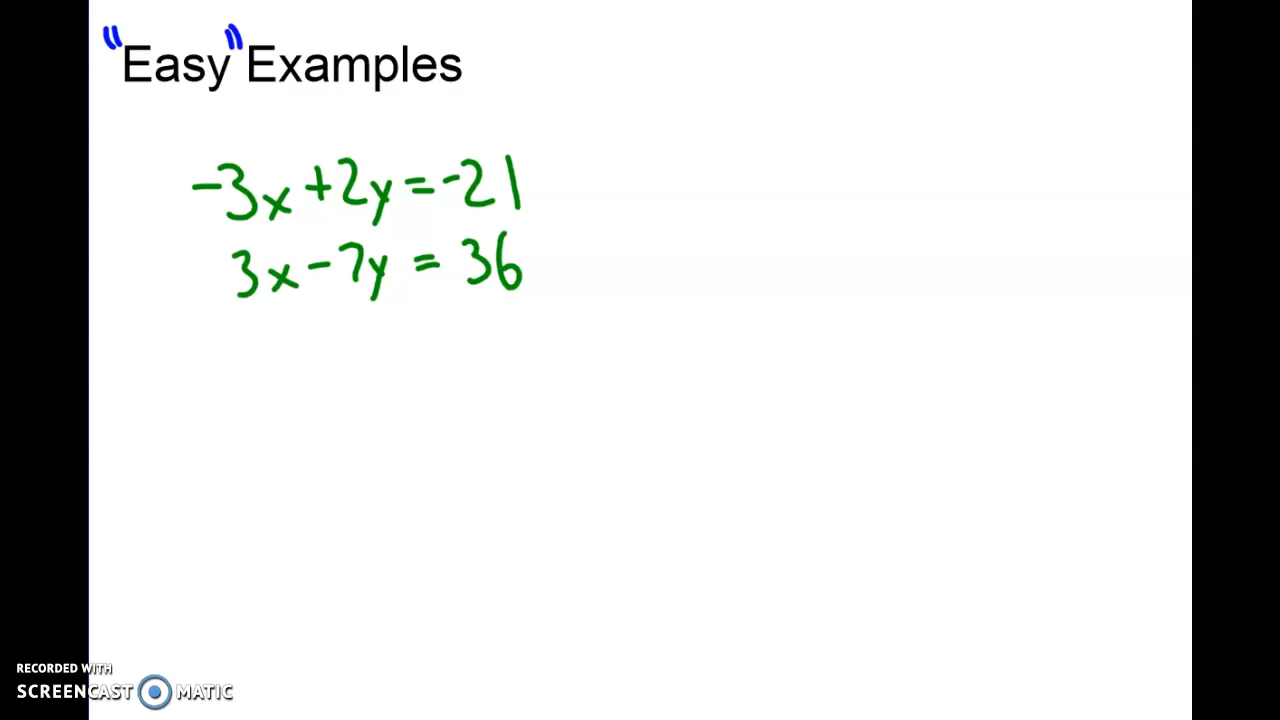 "Easy" Examples
-3x+2y=-21
3x-7y=36
RECORDED WITH
SCREENCAST MATIC